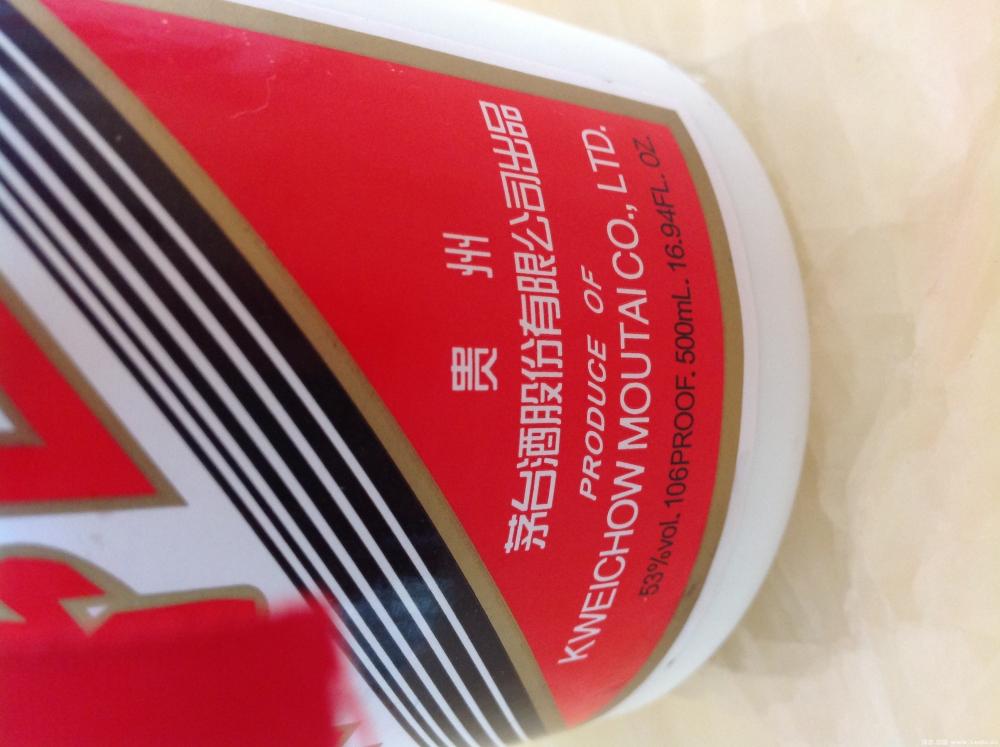 贵 州
茅台酒股份有限公司出品
PRODUCE OF
KWEICHOW MOUTAI CO., LTD.
53%vol. 106PROOF. 500mL. 16.94FL. OZ.